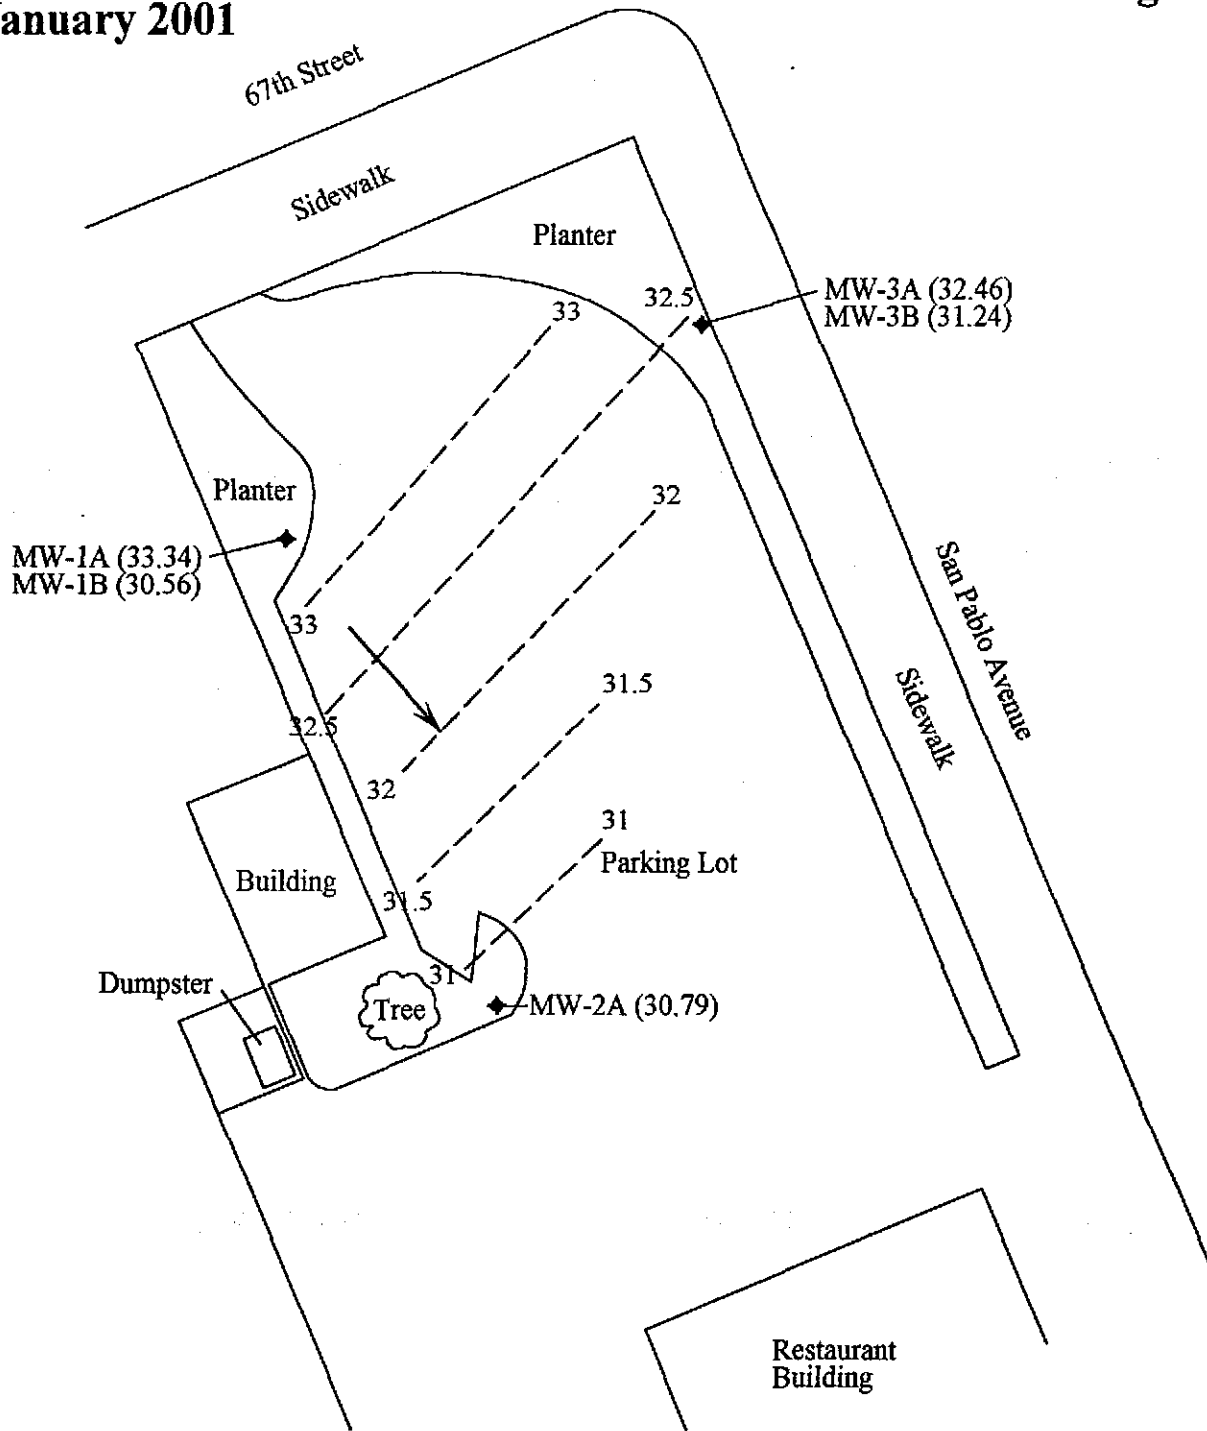 anuary 2001
g
67th Street
Sidewalk
Planter
MW-3A (32.46)
MW-3B (31.24)
32.5
33
Planter
32
MW-1A (33.34)
MW-1B (30.56)
San Pablo Avenue
33
Sidewalk
31.5
32.5
32
31
Parking Lot
Building
31.5
31
Dumpster
Tree
MW-2A (30.79)
Restaurant
Building